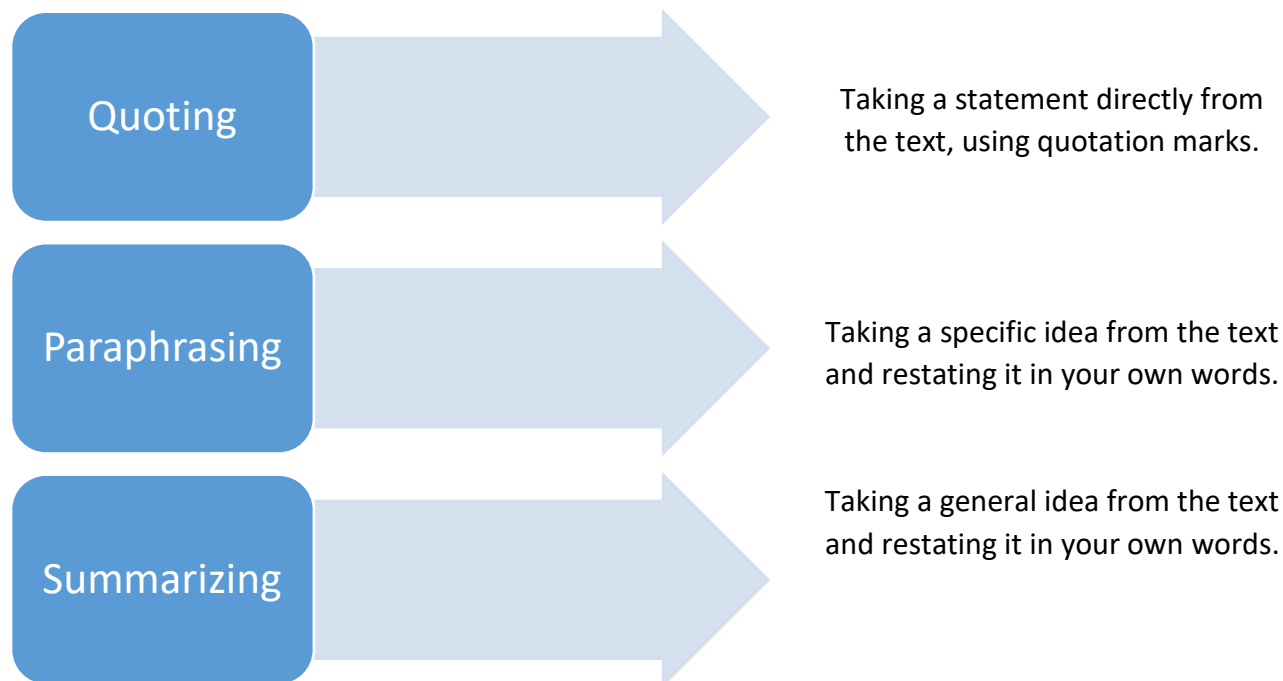 Quoting
Taking a statement directly from
the text, using quotation marks.
Paraphrasing
Taking a specific idea from the text
and restating it in your own words.
Summarizing
Taking a general idea from the text
and restating it in your own words.